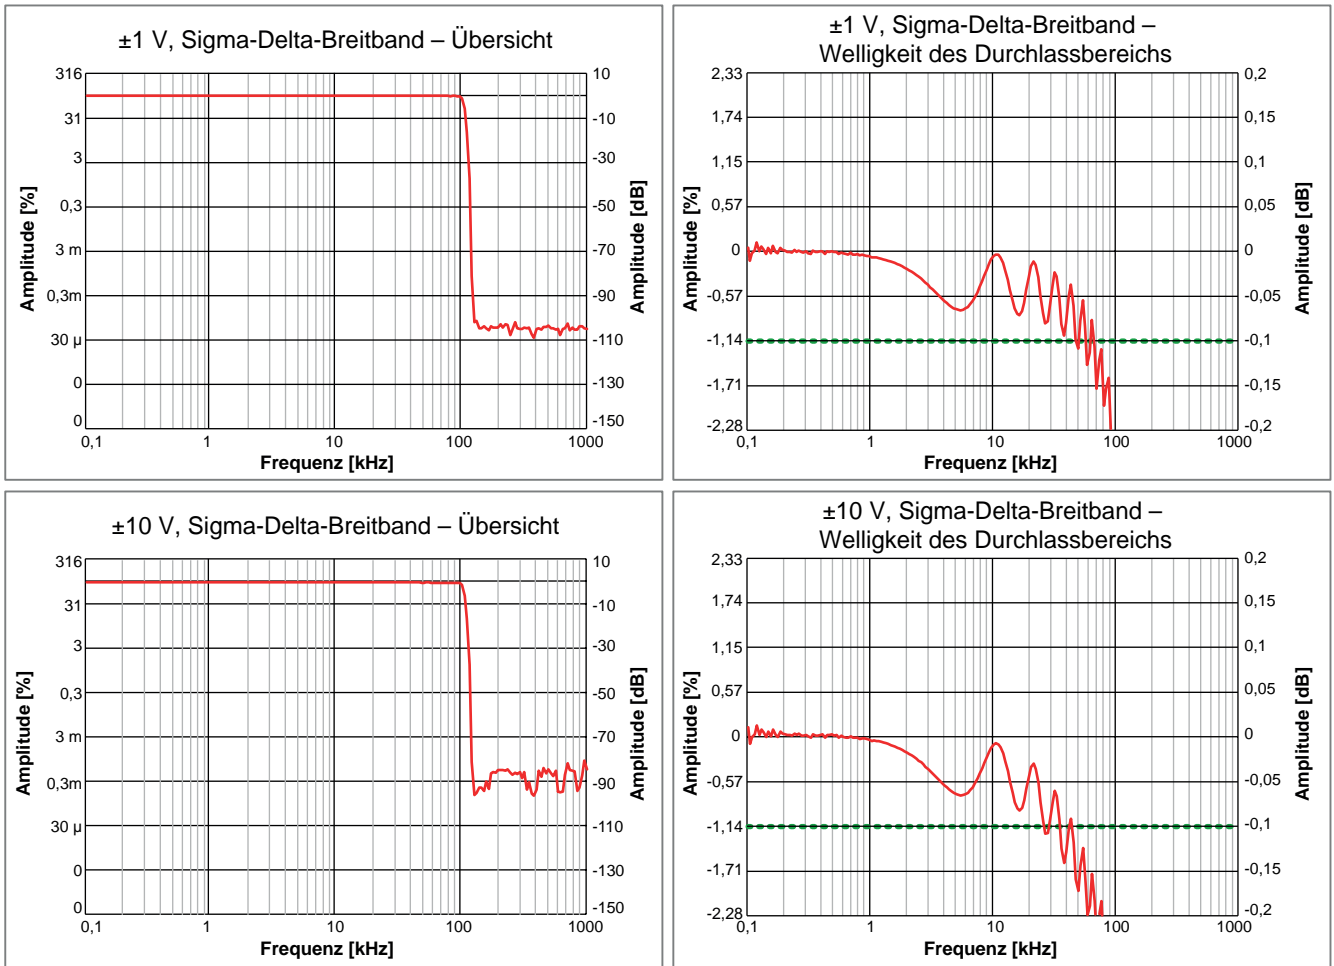 ±1 V, Sigma-Delta-Breitband – Übersicht
316
31
3
0,3
3 m
0,3m
30 µ
0
0
Amplitude [%]
10
-10
-30
-50
-70
-90
-110
-130
-150
Amplitude [dB]
0,1 1 10 100 1000
Frequenz [kHz]
±1 V, Sigma-Delta-Breitband –
Welligkeit des Durchlassbereichs
2,33
1,74
1,15
0,57
0
-0,57
-1,14
-1,71
-2,28
Amplitude [%]
0,2
0,15
0,1
0,05
0
-0,05
-0,1
-0,15
-0,2
Amplitude [dB]
0,1 1 10 100 1000
Frequenz [kHz]
±10 V, Sigma-Delta-Breitband – Übersicht
316
31
3
0,3
3 m
0,3m
30 µ
0
0
Amplitude [%]
10
-10
-30
-50
-70
-90
-110
-130
-150
Amplitude [dB]
0,1 1 10 100 1000
Frequenz [kHz]
±10 V, Sigma-Delta-Breitband –
Welligkeit des Durchlassbereichs
2,33
1,74
1,15
0,57
0
-0,57
-1,14
-1,71
-2,28
Amplitude [%]
0,2
0,15
0,1
0,05
0
-0,05
-0,1
-0,15
-0,2
Amplitude [dB]
0,1 1 10 100 1000
Frequenz [kHz]